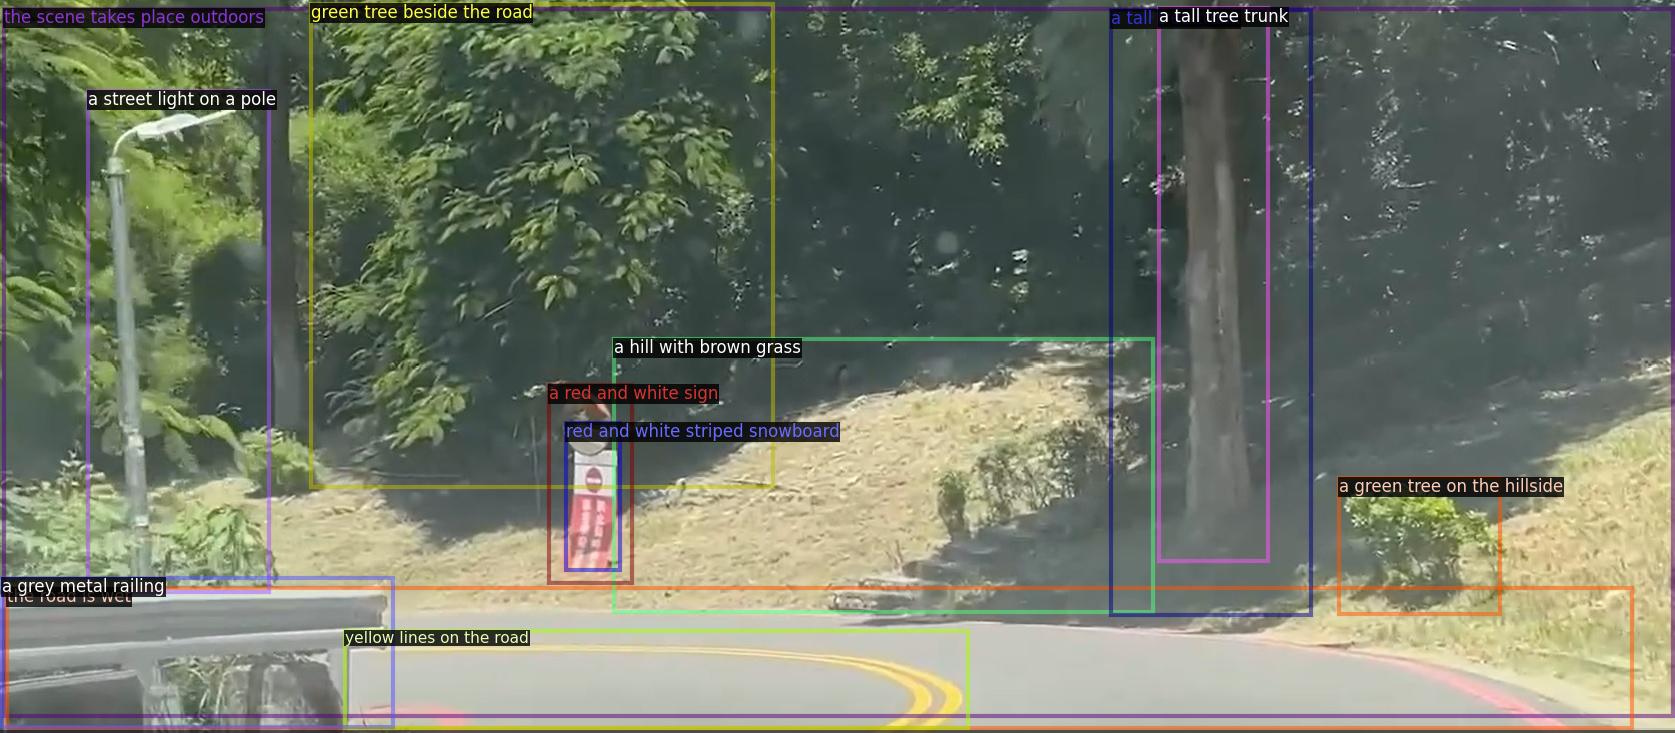 the scene takes place outdoors
green tree beside the road
a tall
a tall tree trunk
a street light on a pole
a hill with brown grass
a red and white sign
red and white striped snowboard
a green tree on the hillside
a grey metal railing
the road is wet
yellow lines on the road